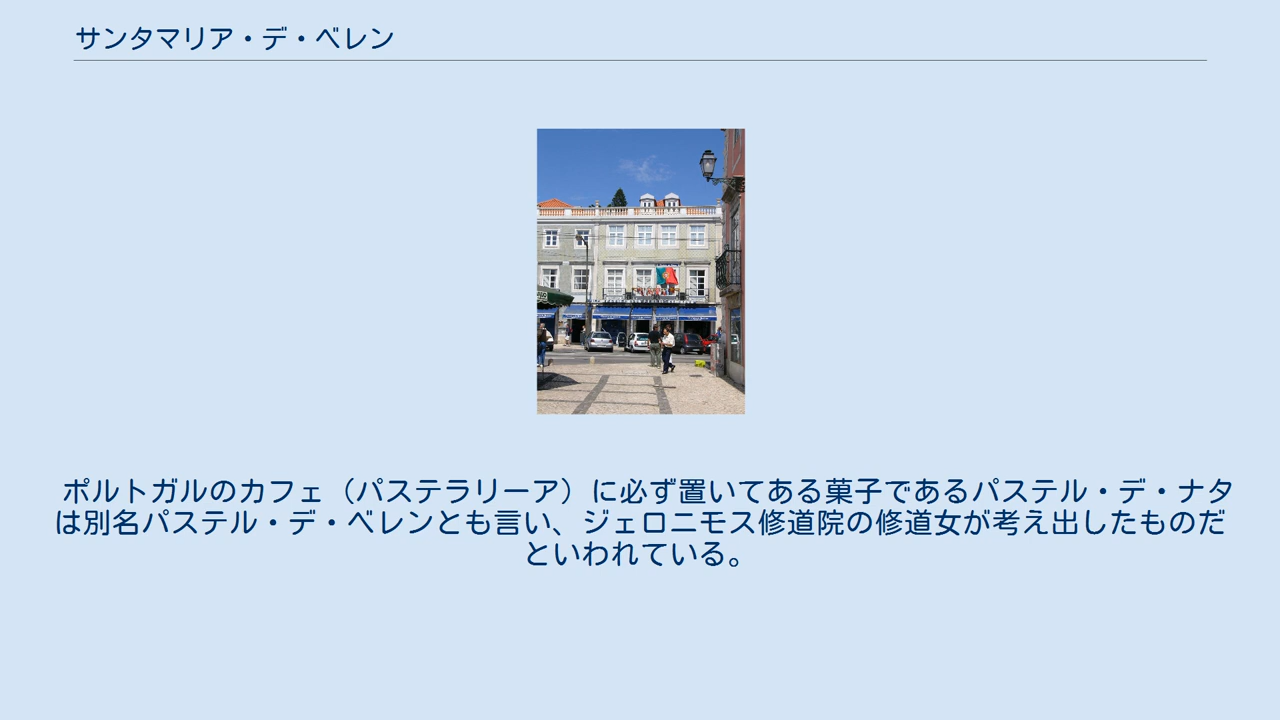 サンタマリア・デ・ベレン
ポルトガルのカフェ（パステラリーア）に必ず置いてある菓子であるパステル・デ・ナタ
は別名パステル・デ・ベレンとも言い、ジェロニモス修道院の修道女が考え出したものだ
といわれている。